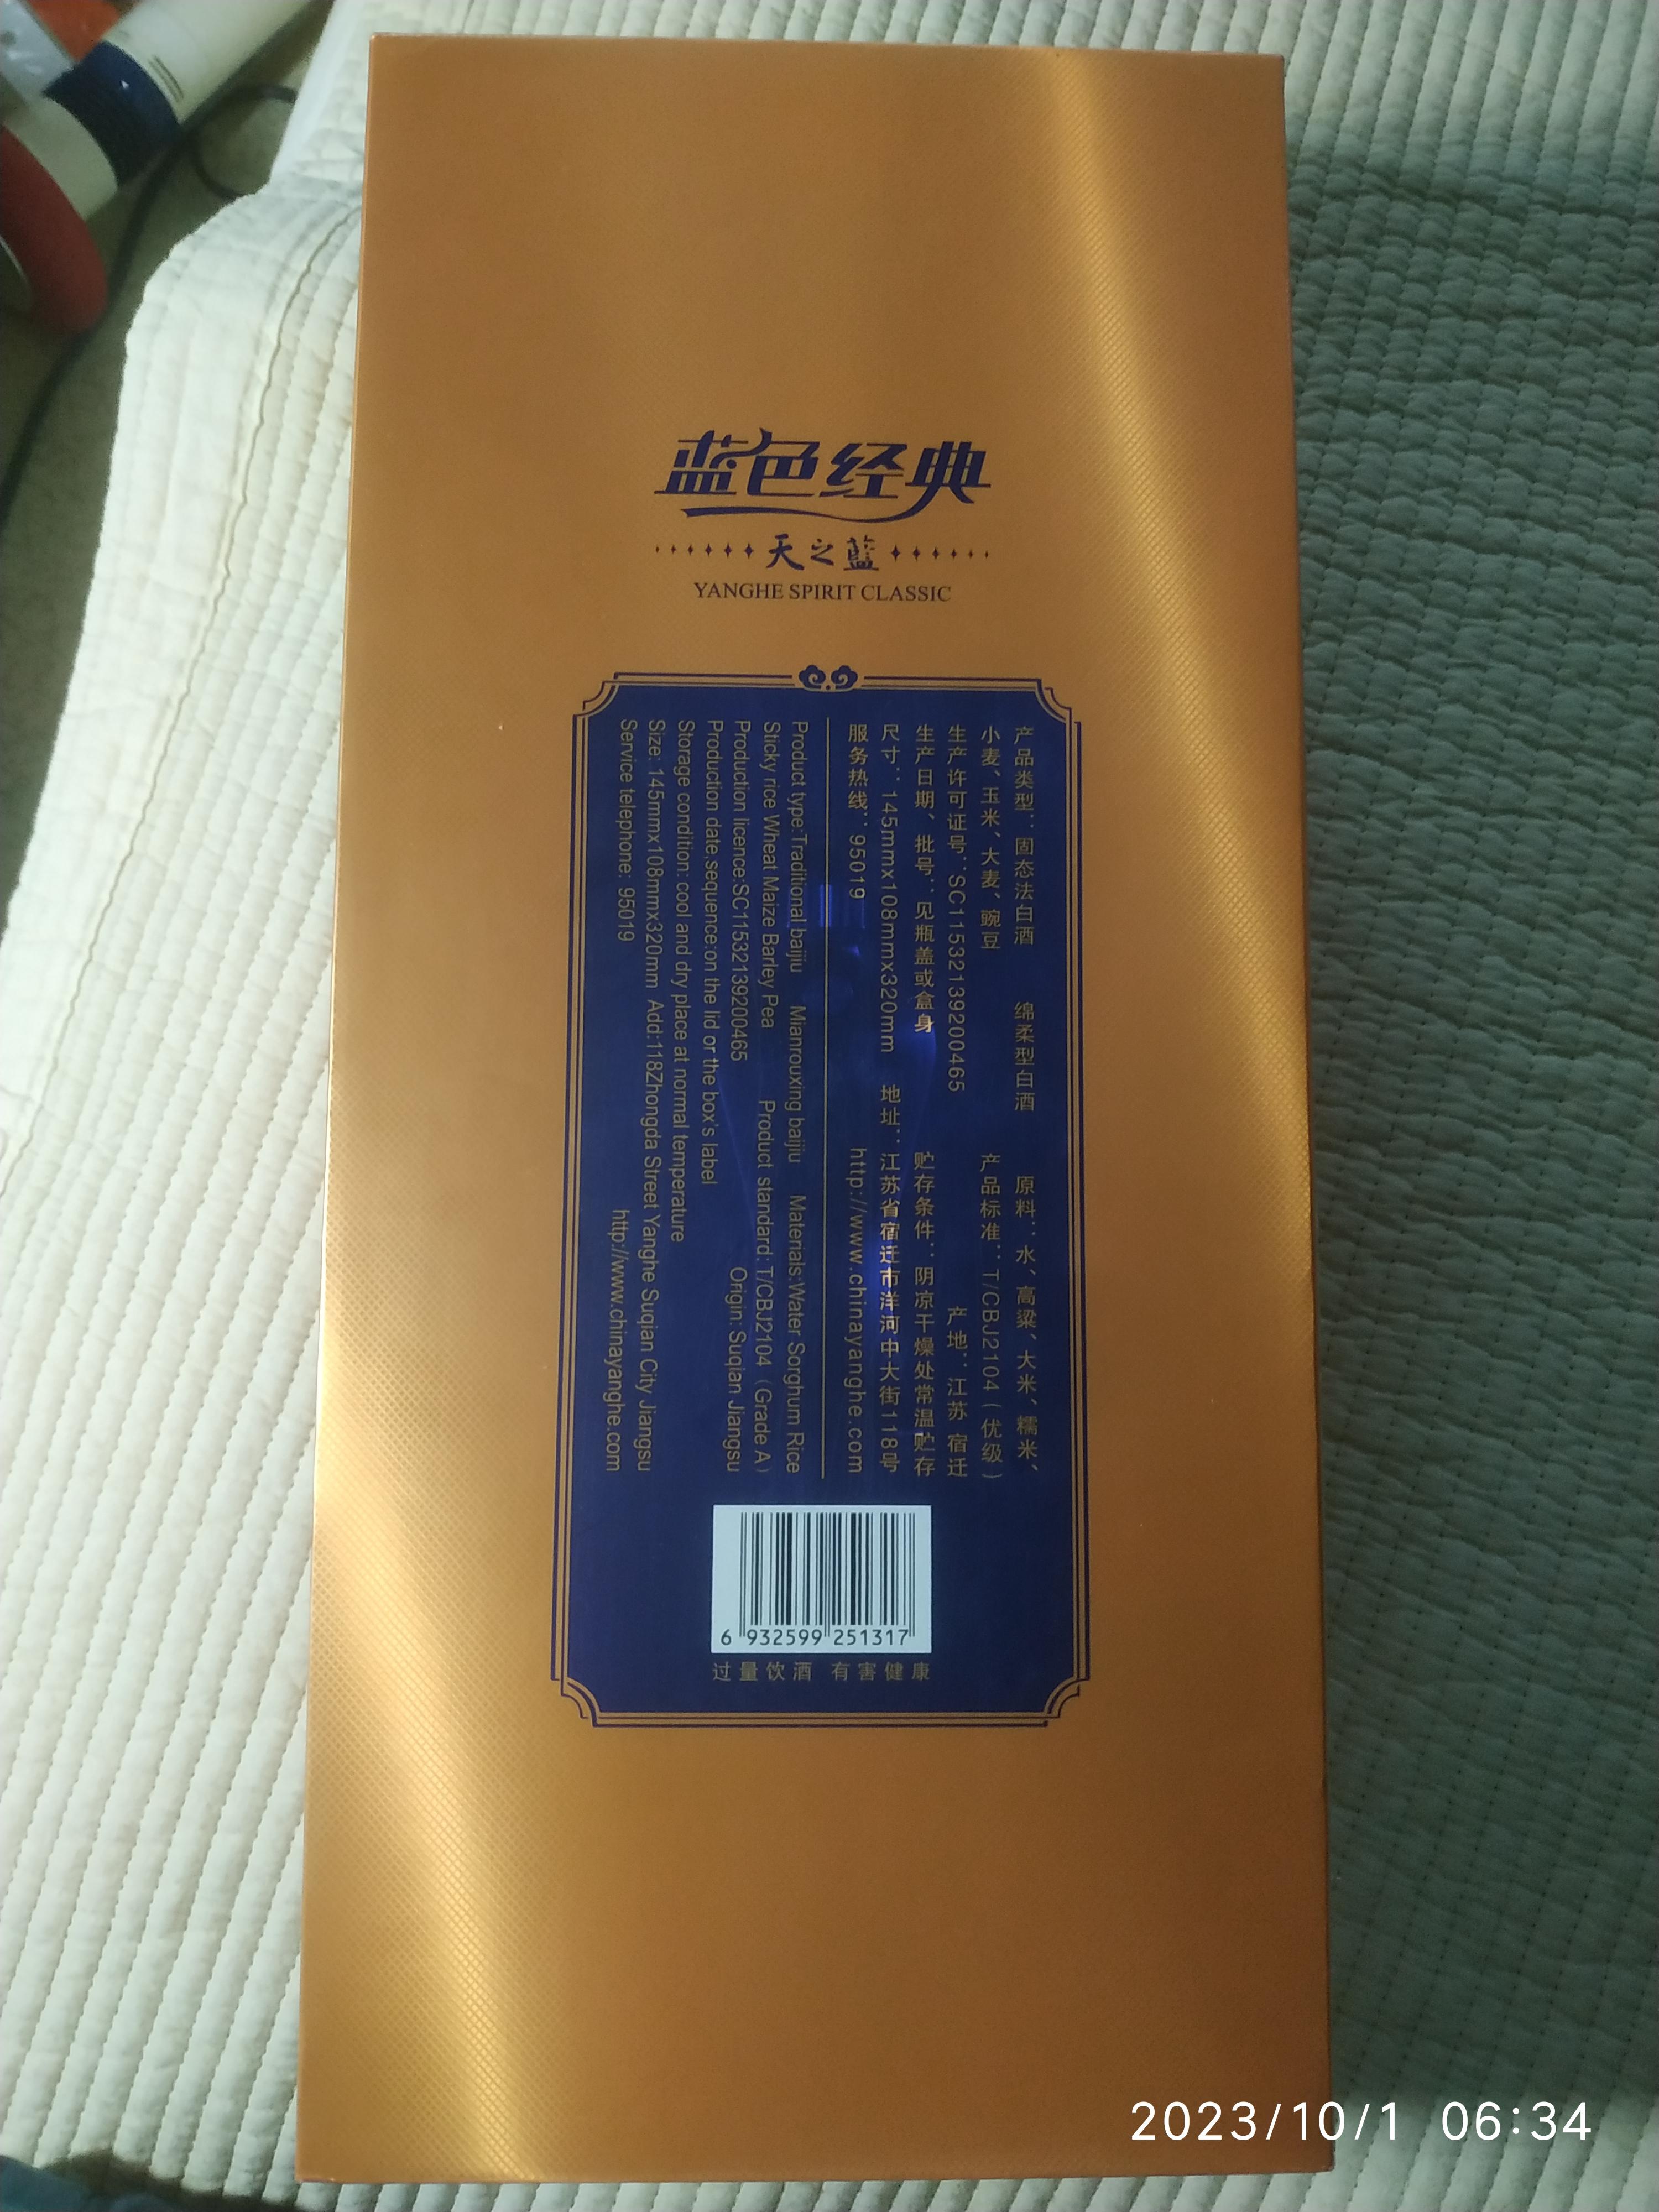 蓝色经典
天之蓝
YANGHE SPIRIT CLASSIC
产品类型：固态法白酒 绵柔型白酒 原料：水、高粱、大米、糯米、
小麦、玉米、大麦、豌豆 产品标准：T/CBJ2104（优级）
生产许可证号：SC11532139200465 产地：江苏 宿迁
生产日期、批号：见瓶盖或盒身 贮存条件：阴凉干燥处常温贮存
尺寸：145mmx108mmx320mm 地址：江苏省宿迁市洋河中大街118号
服务热线：95019 http://www.chinayanghe.com
Product type:Traditional baijiu Mianrouxing baijiu Materials:Water Sorghum Rice
Sticky rice Wheat Maize Barley Pea Product standard:T/CBJ2104（Grade A）
Production licence:SC11532139200465 Origin: Suqian Jiangsu
Production date,sequence:on the lid or the box's label
Storage condition: cool and dry place at normal temperature
Size: 145mmx108mmx320mm Add:118Zhongda Street Yanghe Suqian City Jiangsu
Service telephone: 95019 http://www.chinayanghe.com
6 932599 251317
过量饮酒 有害健康
2023/10/1 06:34